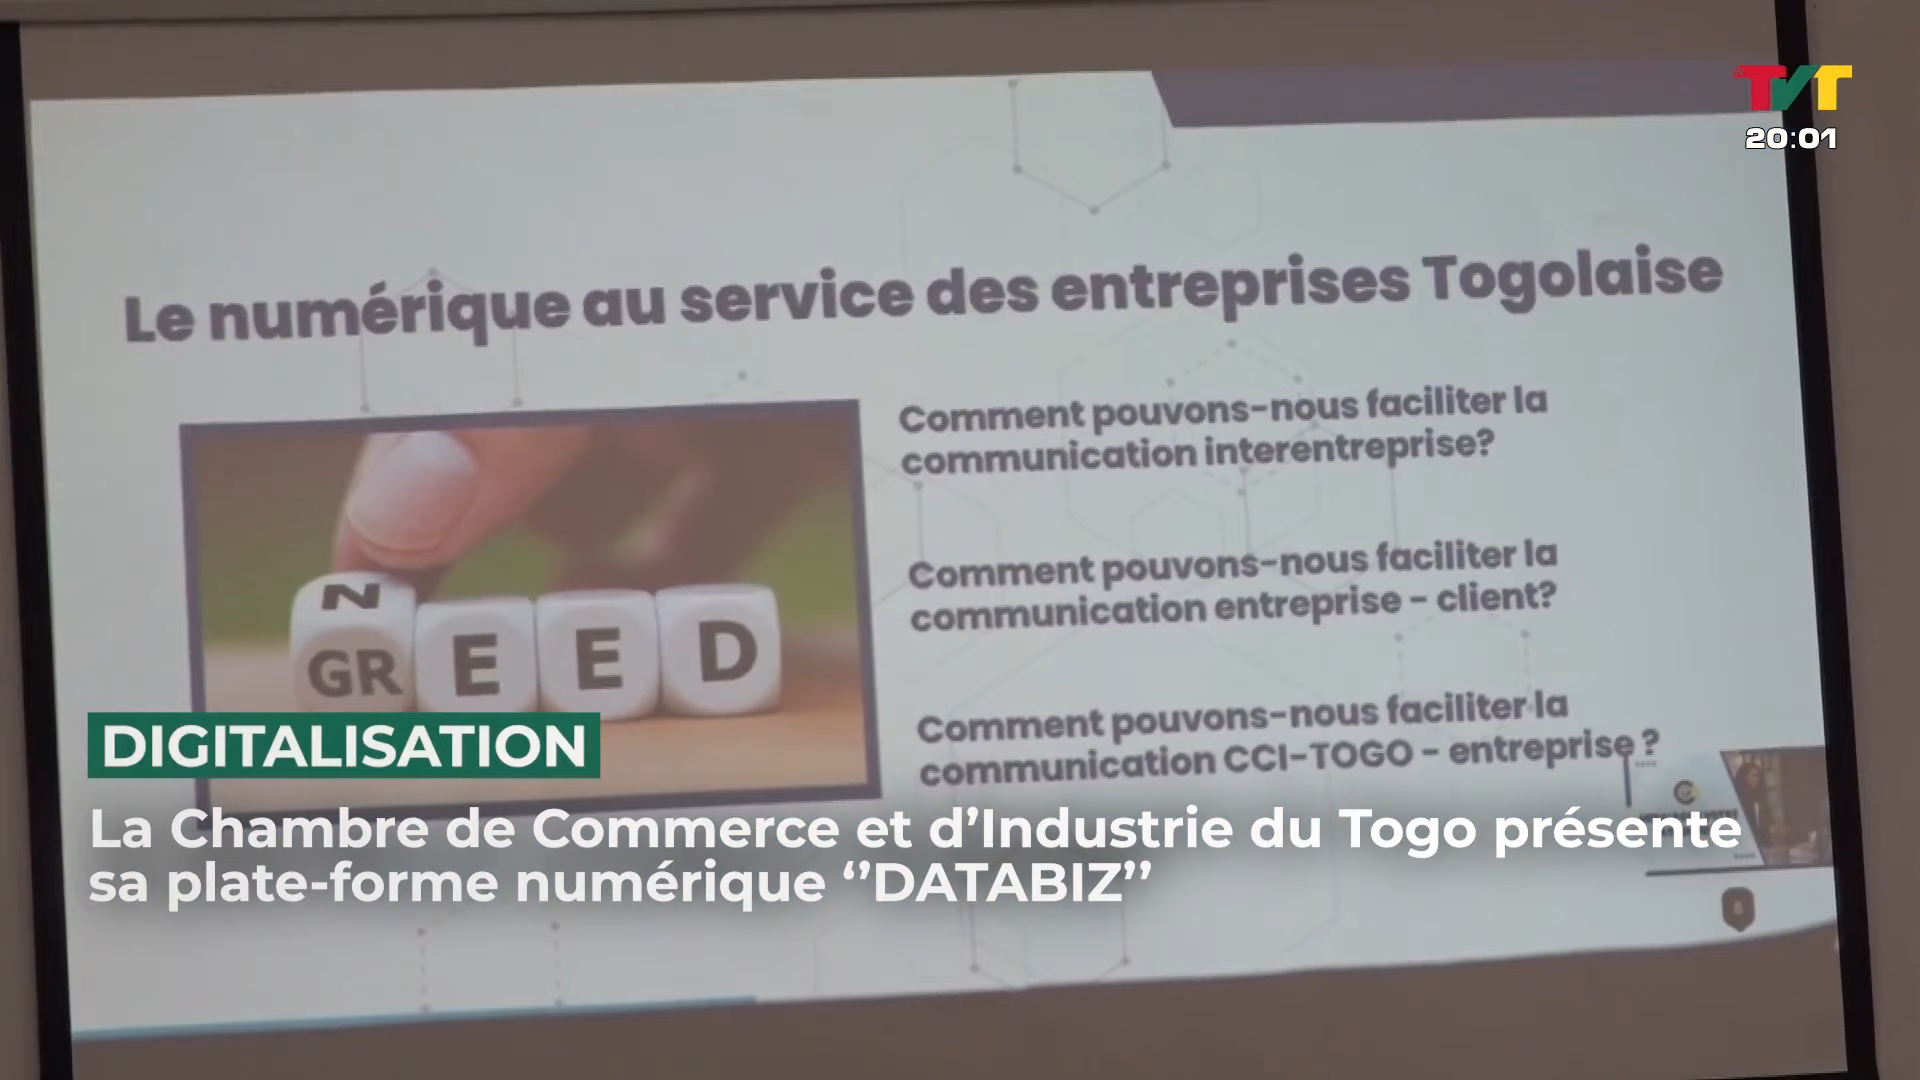 TVT
20:01
Le numérique au service des entreprises Togolaise
Comment pouvons-nous faciliter la
communication interentreprise?
Comment pouvons-nous faciliter la
communication entreprise - client?
Comment pouvons-nous faciliter la
communication CCI-TOGO - entreprise ?
N
GR E E D
DIGITALISATION
La Chambre de Commerce et d’Industrie du Togo présente
sa plate-forme numérique ‘’DATABIZ’’